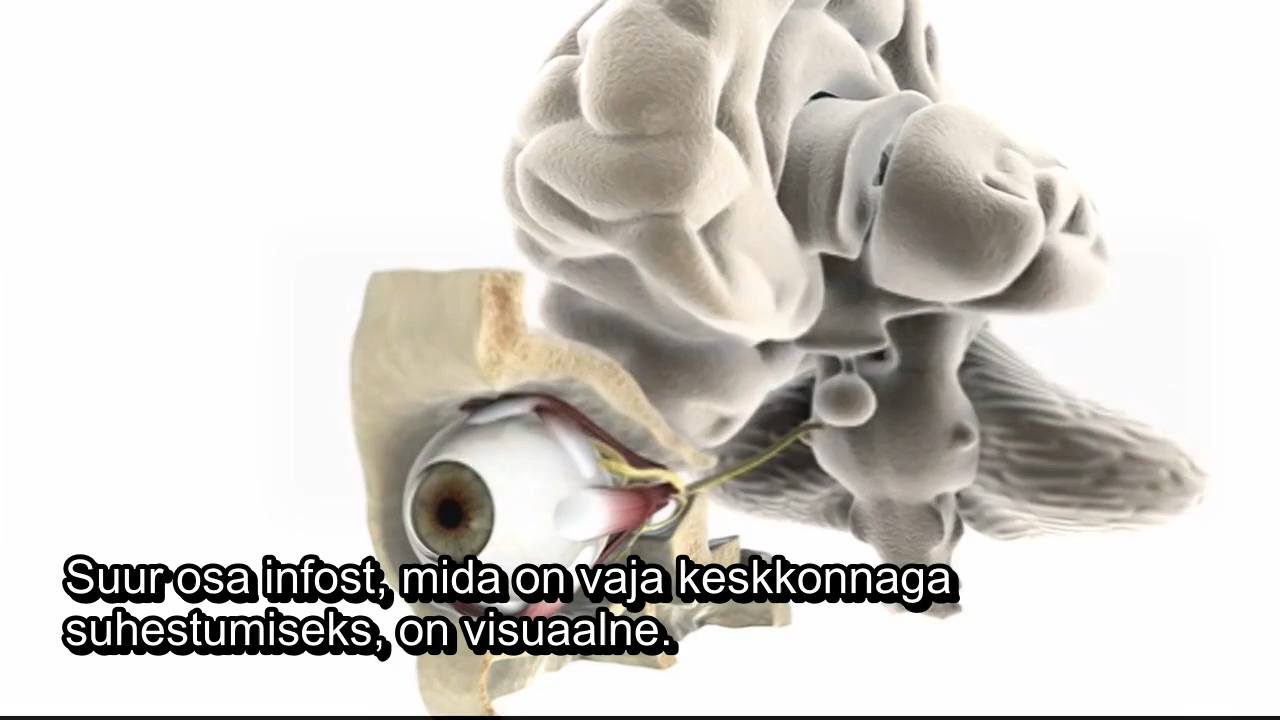 Suur osa infost, mida on vaja keskkonnaga
suhestumiseks, on visuaalne.